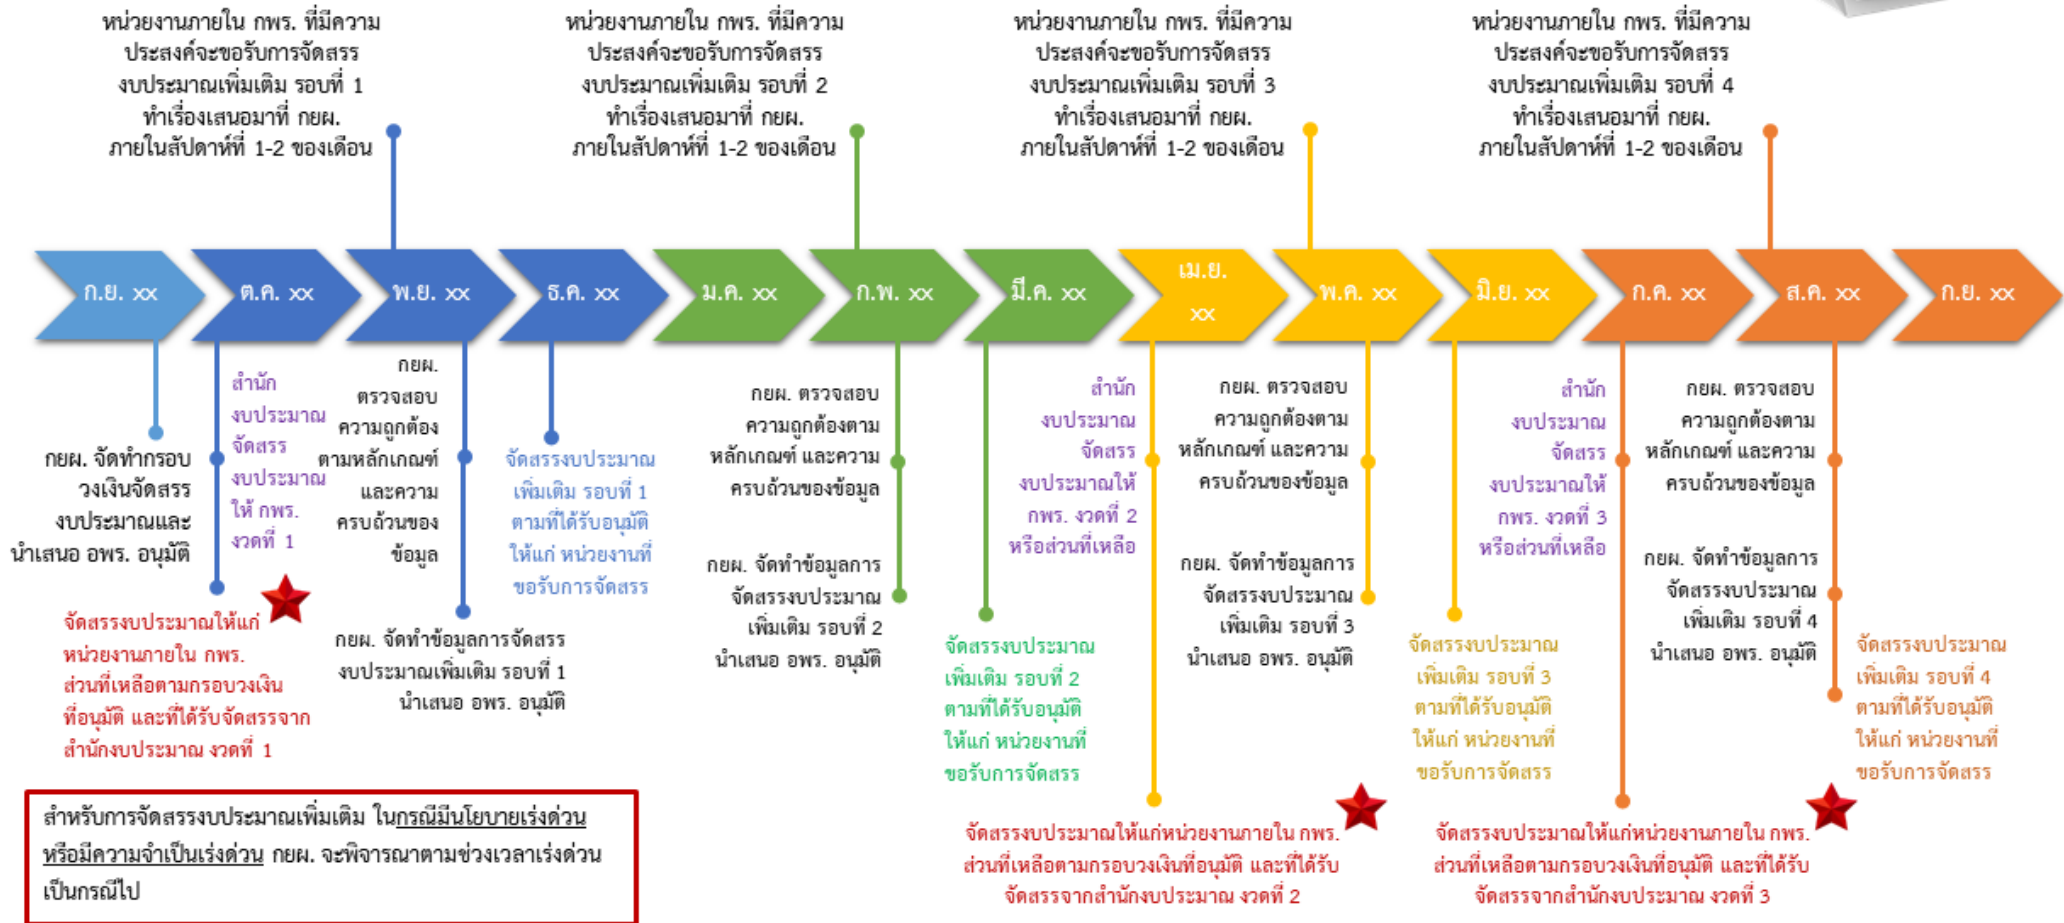 หน่วยงานภายใน กพร. ที่มีความ
ประสงค์จะขอรับการจัดสรร
งบประมาณเพิ่มเติม รอบที่ 1
ทำเรื่องเสนอมาที่ กยผ.
ภายในสัปดาห์ที่ 1-2 ของเดือน
หน่วยงานภายใน กพร. ที่มีความ
ประสงค์จะขอรับการจัดสรร
งบประมาณเพิ่มเติม รอบที่ 2
ทำเรื่องเสนอมาที่ กยผ.
ภายในสัปดาห์ที่ 1-2 ของเดือน
หน่วยงานภายใน กพร. ที่มีความ
ประสงค์จะขอรับการจัดสรร
งบประมาณเพิ่มเติม รอบที่ 3
ทำเรื่องเสนอมาที่ กยผ.
ภายในสัปดาห์ที่ 1-2 ของเดือน
หน่วยงานภายใน กพร. ที่มีความ
ประสงค์จะขอรับการจัดสรร
งบประมาณเพิ่มเติม รอบที่ 4
ทำเรื่องเสนอมาที่ กยผ.
ภายในสัปดาห์ที่ 1-2 ของเดือน
ก.ย. xx
ต.ค. xx
พ.ย. xx
ธ.ค. xx
ม.ค. xx
ก.พ. xx
มี.ค. xx
เม.ย.
xx
พ.ค. xx
มิ.ย. xx
ก.ค. xx
ส.ค. xx
ก.ย. xx
กยผ. จัดทำกรอบ
วงเงินจัดสรร
งบประมาณและ
นำเสนอ อพร. อนุมัติ
สำนัก
งบประมาณ
จัดสรร
งบประมาณ
ให้ กพร.
งวดที่ 1
จัดสรรงบประมาณให้แก่
หน่วยงานภายใน กพร.
ส่วนที่เหลือตามกรอบวงเงิน
ที่อนุมัติ และที่ได้รับจัดสรรจาก
สำนักงบประมาณ งวดที่ 1
กยผ.
ตรวจสอบ
ความถูกต้อง
ตามหลักเกณฑ์
และความ
ครบถ้วนของ
ข้อมูล
กยผ. จัดทำข้อมูลการจัดสรร
งบประมาณเพิ่มเติม รอบที่ 1
นำเสนอ อพร. อนุมัติ
จัดสรรงบประมาณ
เพิ่มเติม รอบที่ 1
ตามที่ได้รับอนุมัติ
ให้แก่ หน่วยงานที่
ขอรับการจัดสรร
กยผ. ตรวจสอบ
ความถูกต้องตาม
หลักเกณฑ์ และความ
ครบถ้วนของข้อมูล
กยผ. จัดทำข้อมูลการ
จัดสรรงบประมาณ
เพิ่มเติม รอบที่ 2
นำเสนอ อพร. อนุมัติ
จัดสรรงบประมาณ
เพิ่มเติม รอบที่ 2
ตามที่ได้รับอนุมัติ
ให้แก่ หน่วยงานที่
ขอรับการจัดสรร
สำนัก
งบประมาณ
จัดสรร
งบประมาณให้
กพร. งวดที่ 2
หรือส่วนที่เหลือ
จัดสรรงบประมาณให้แก่หน่วยงานภายใน กพร.
ส่วนที่เหลือตามกรอบวงเงินที่อนุมัติ และที่ได้รับ
จัดสรรจากสำนักงบประมาณ งวดที่ 2
กยผ. ตรวจสอบ
ความถูกต้องตาม
หลักเกณฑ์ และความ
ครบถ้วนของข้อมูล
กยผ. จัดทำข้อมูลการ
จัดสรรงบประมาณ
เพิ่มเติม รอบที่ 3
นำเสนอ อพร. อนุมัติ
จัดสรรงบประมาณ
เพิ่มเติม รอบที่ 3
ตามที่ได้รับอนุมัติ
ให้แก่ หน่วยงานที่
ขอรับการจัดสรร
สำนัก
งบประมาณ
จัดสรร
งบประมาณให้
กพร. งวดที่ 3
หรือส่วนที่เหลือ
จัดสรรงบประมาณให้แก่หน่วยงานภายใน กพร.
ส่วนที่เหลือตามกรอบวงเงินที่อนุมัติ และที่ได้รับ
จัดสรรจากสำนักงบประมาณ งวดที่ 3
กยผ. ตรวจสอบ
ความถูกต้องตาม
หลักเกณฑ์ และความ
ครบถ้วนของข้อมูล
กยผ. จัดทำข้อมูลการ
จัดสรรงบประมาณ
เพิ่มเติม รอบที่ 4
นำเสนอ อพร. อนุมัติ
จัดสรรงบประมาณ
เพิ่มเติม รอบที่ 4
ตามที่ได้รับอนุมัติ
ให้แก่ หน่วยงานที่
ขอรับการจัดสรร
สำหรับการจัดสรรงบประมาณเพิ่มเติม ในกรณีมีนโยบายเร่งด่วน
หรือมีความจำเป็นเร่งด่วน กยผ. จะพิจารณาตามช่วงเวลาเร่งด่วน
เป็นกรณีไป